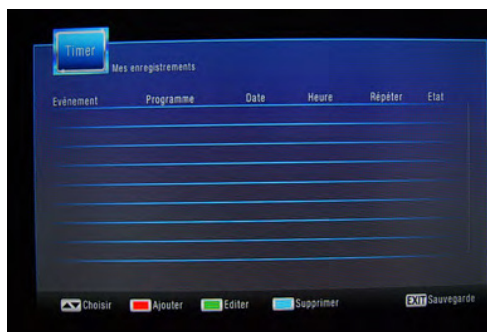 Timer
Mes enregistrements
Evénement Programme Date Heure Répéter Etat
Choisir Ajouter Editer Supprimer EXIT Sauvegarde